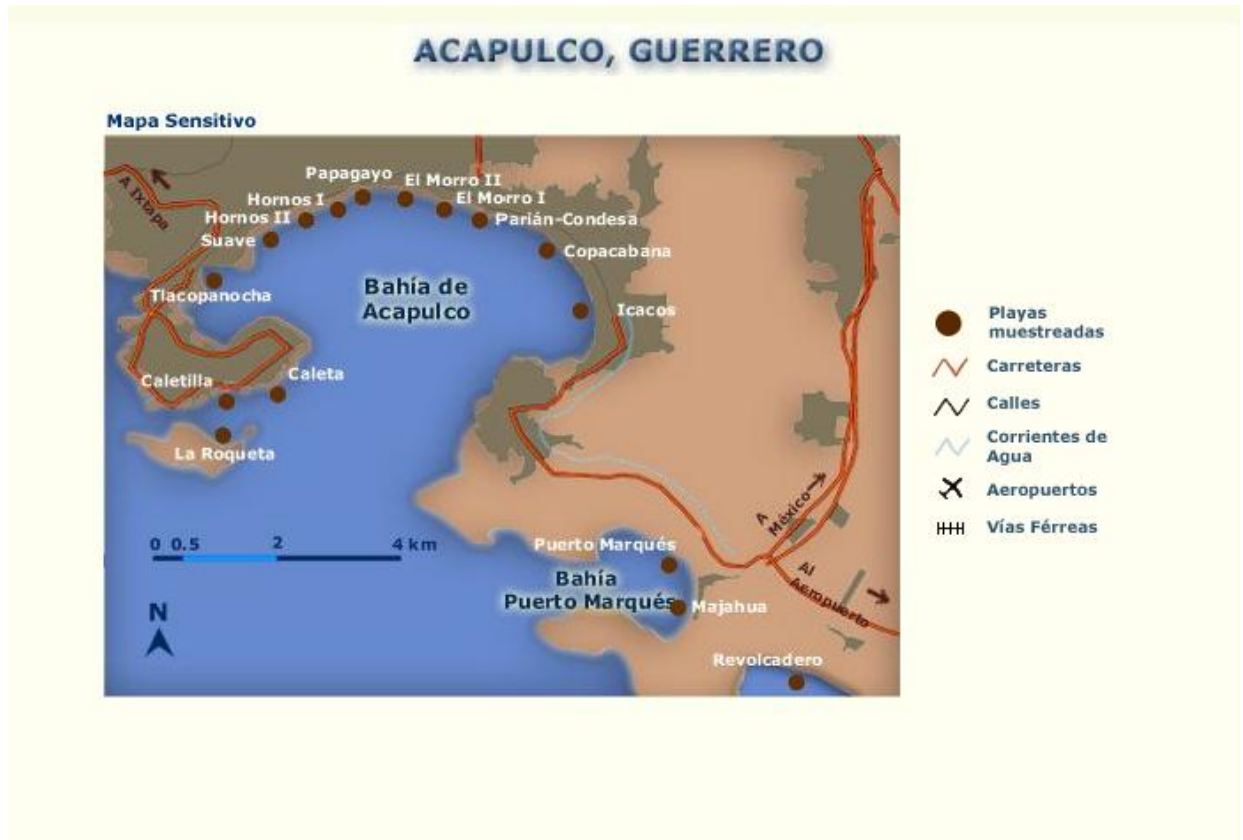 ACAPULCO, GUERRERO
Mapa Sensitivo
A Ixtapa
Papagayo
El Morro II
Hornos I
El Morro I
Hornos II
Parián-Condesa
Suave
Copacabana
Tlacopanocha
Bahía de
Acapulco
Icacos
Caletilla
Caleta
La Roqueta
A
México
0 0.5 2 4 km
Puerto Marqués
Bahía
Puerto Marqués
Majahua
Al
Aeropuerto
N
Revolcadero
Playas
muestreadas
Carreteras
Calles
Corrientes de
Agua
Aeropuertos
Vías Férreas